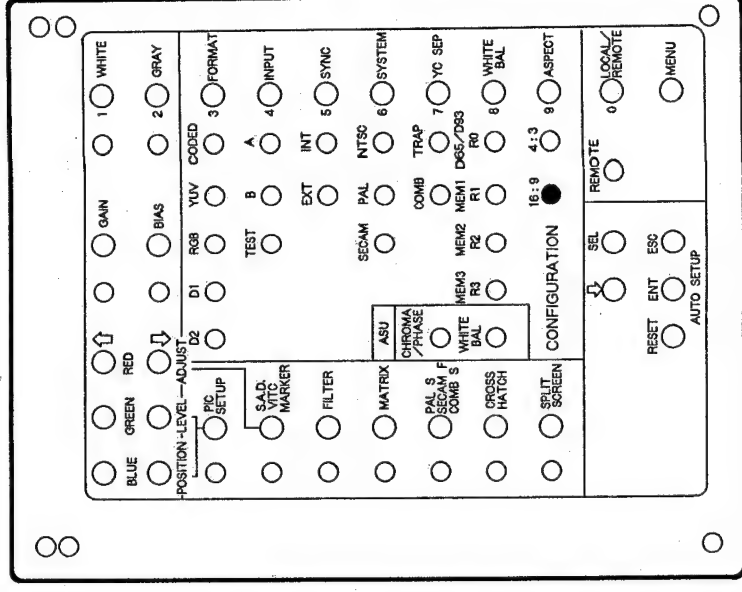 GAIN
1 WHITE
BLUE GREEN RED
BIAS
2 GRAY
POSITION-LEVEL-ADJUST
P/C
SETUP
D2 D1 RGB YUV CODED
3 FORMAT
S.A.D.
VITC
MARKER
TEST B A
4 INPUT
FILTER
EXT INT
5 SYNC
MATRIX
ASU
SECAM PAL NTSC
6 SYSTEM
PAL S
SECAM F
COMB S
CHROMA
/PHASE
COMB TRAP
7 YC SEP
CROSS
HATCH
WHITE
BAL
MEM3 MEM2 MEM1 D65/D93
R3 R2 R1 R0
8 WHITE
BAL
SPLIT
SCREEN
CONFIGURATION
16:9 4:3
9 ASPECT
SEL
REMOTE
0 LOCAL/
REMOTE
RESET ENT ESC
AUTO SETUP
MENU